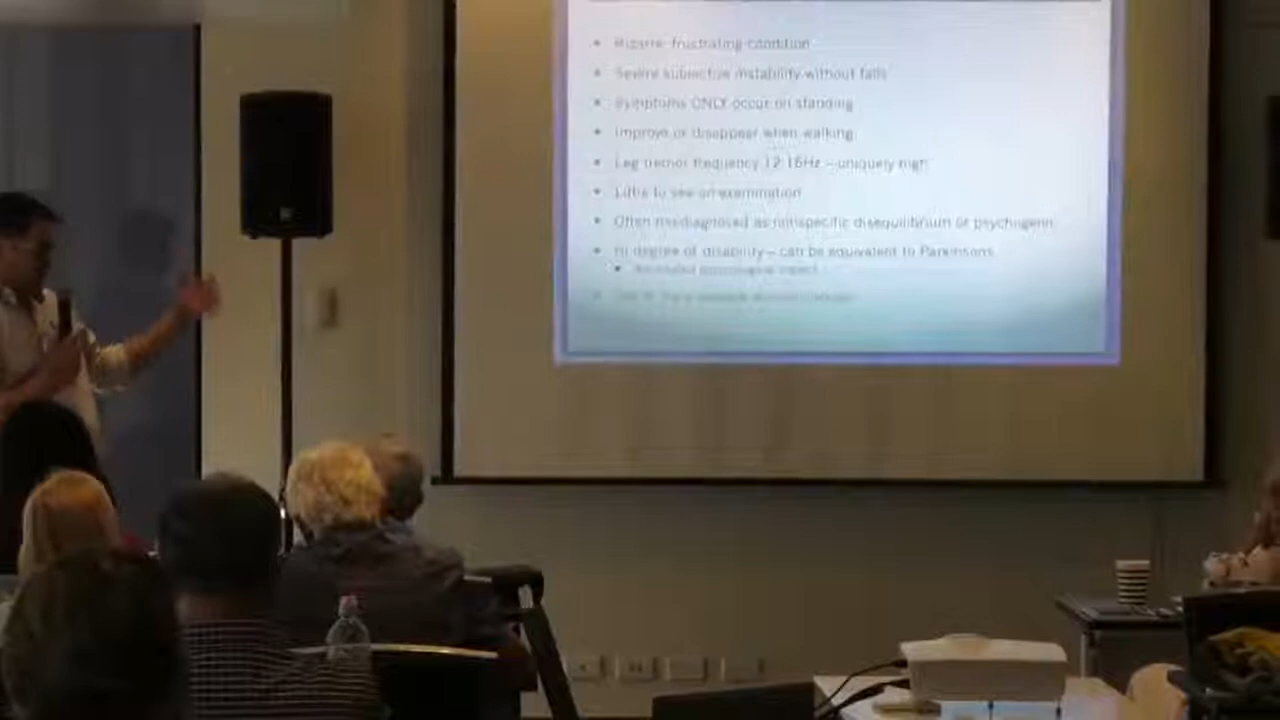 Bizarre, frustrating condition
Severe subjective instability without falls
Symptoms ONLY occur on standing
Improve or disappear when walking
Leg tremor frequency 12-16Hz – uniquely high
Little to see on examination
Often misdiagnosed as nonspecific disequilibrium or psychogenic
degree of disability – can be equivalent to Parkinsons